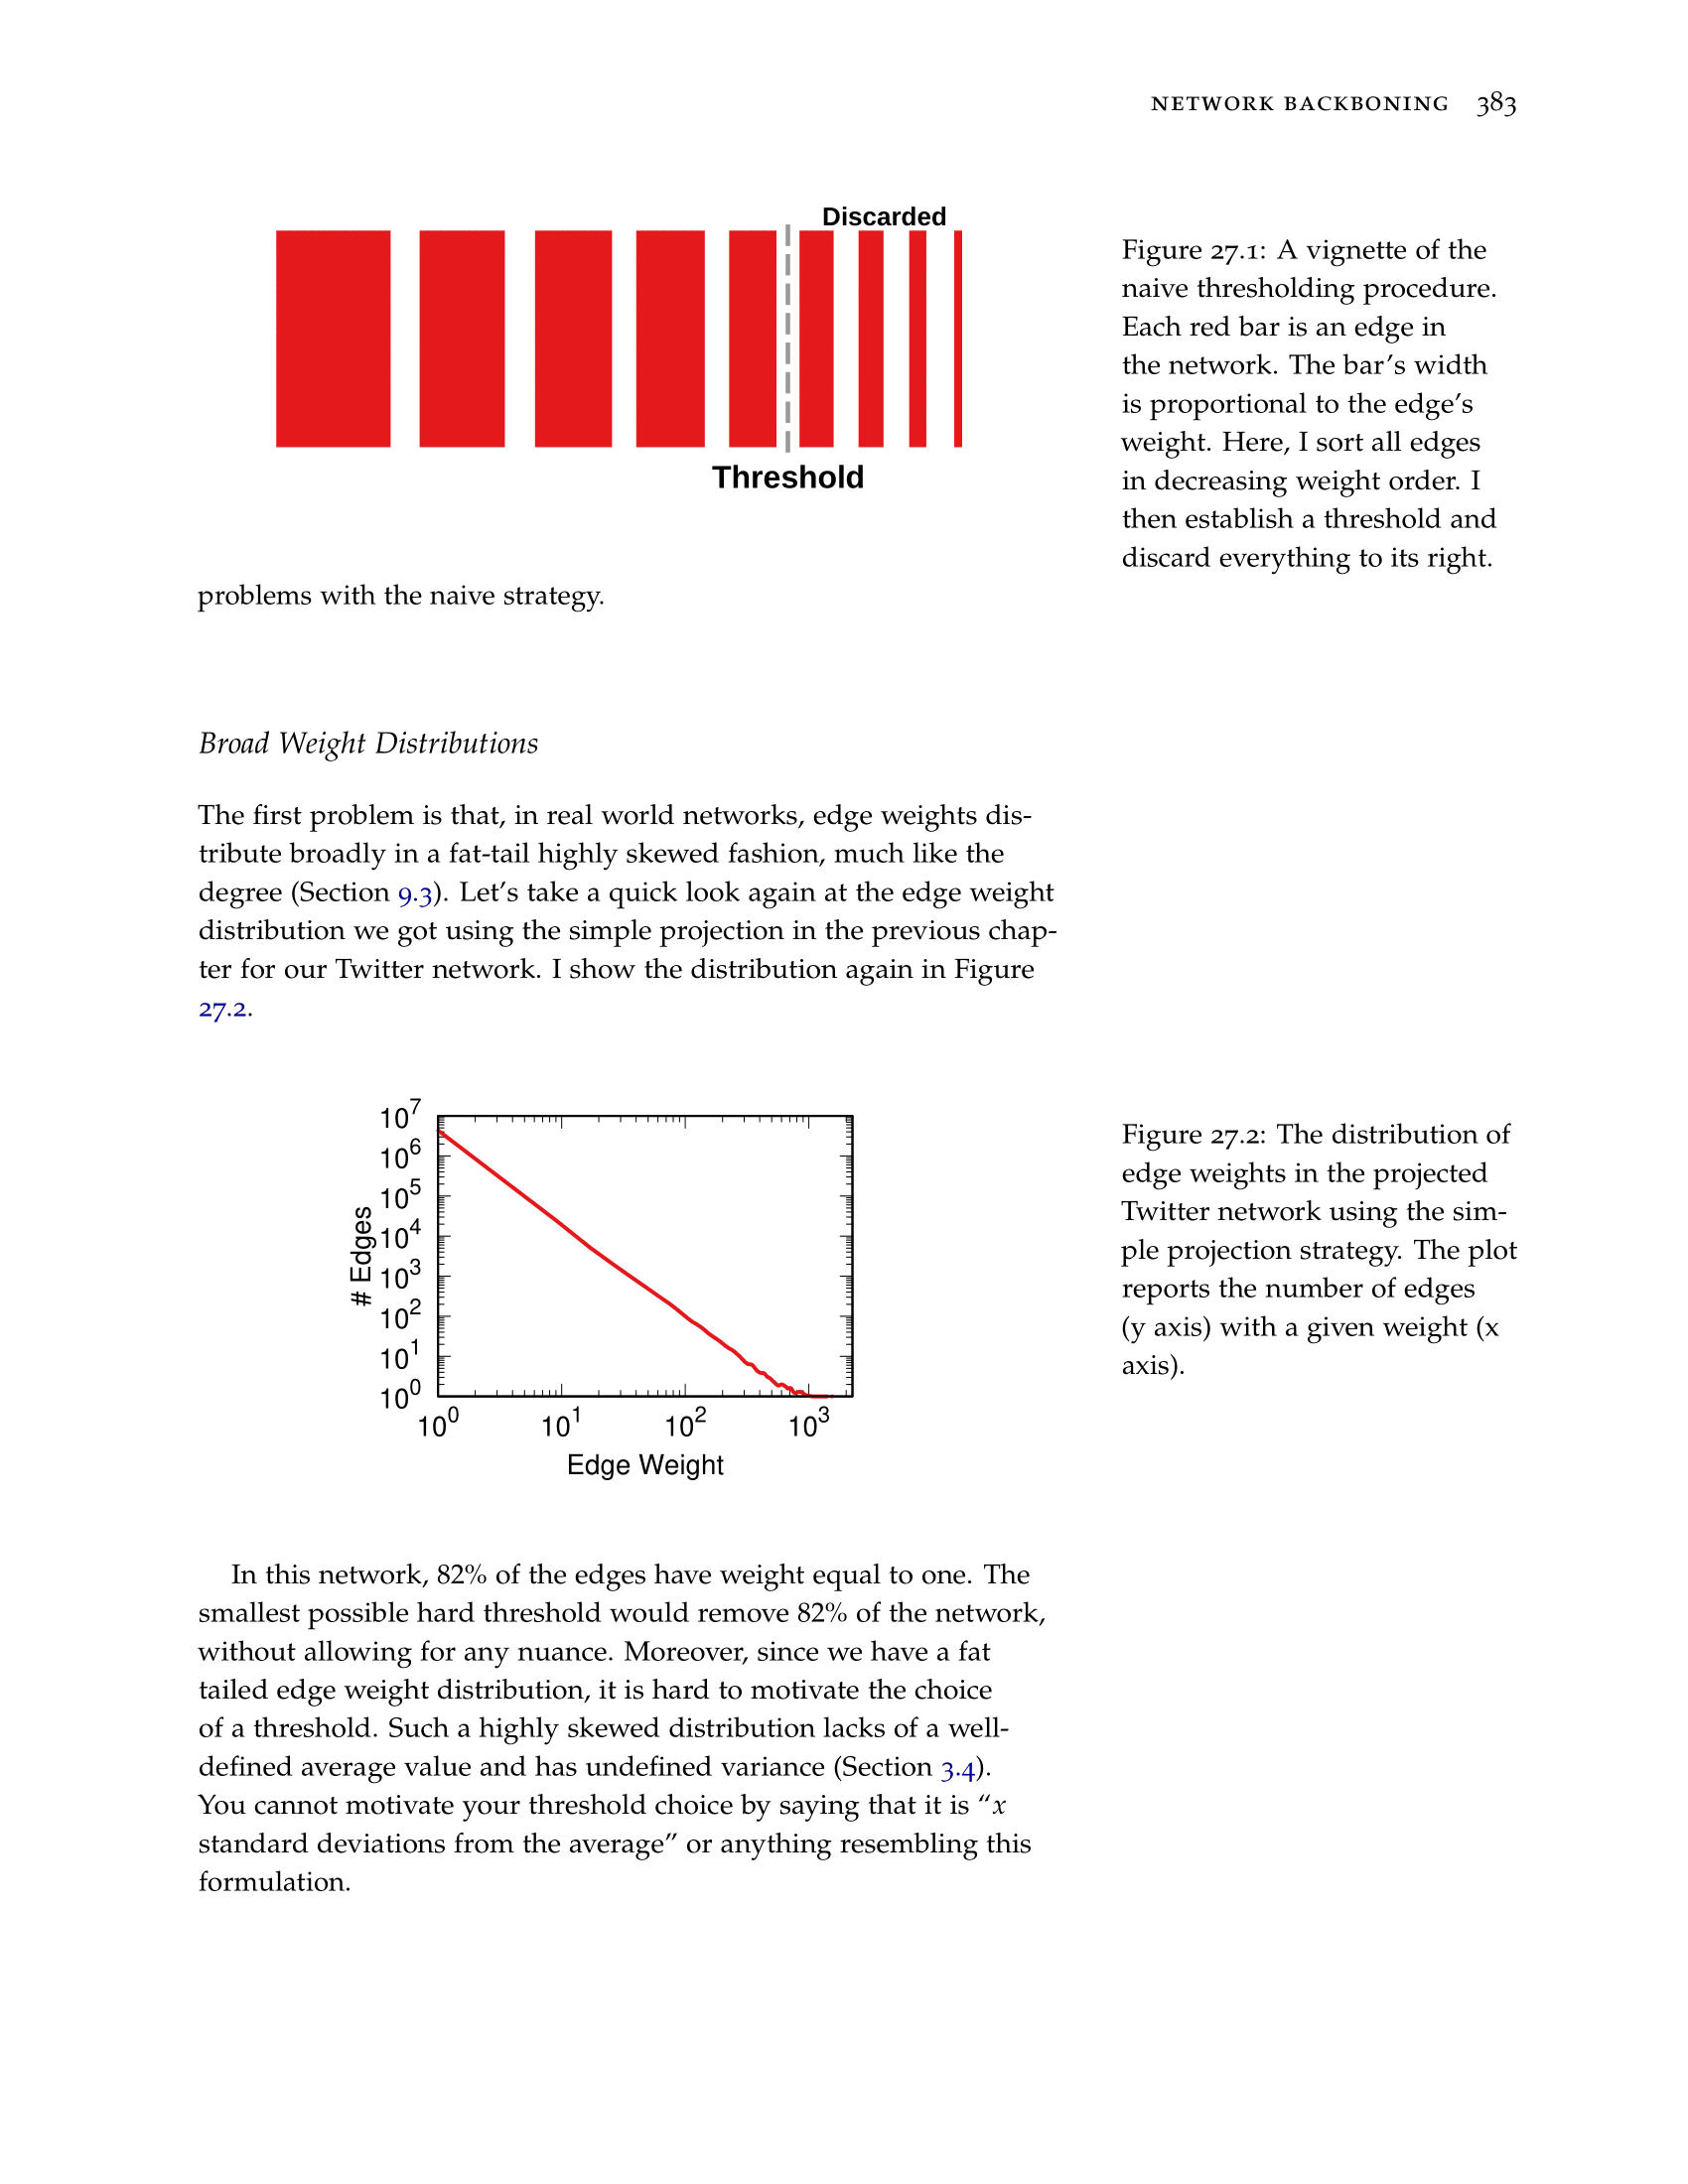 NETWORK BACKBONING 383
Discarded
Threshold
Figure 27.1: A vignette of the
naive thresholding procedure.
Each red bar is an edge in
the network. The bar's width
is proportional to the edge's
weight. Here, I sort all edges
in decreasing weight order. I
then establish a threshold and
discard everything to its right.
problems with the naive strategy.
Broad Weight Distributions
The first problem is that, in real world networks, edge weights dis-
tribute broadly in a fat-tail highly skewed fashion, much like the
degree (Section 9.3). Let's take a quick look again at the edge weight
distribution we got using the simple projection in the previous chap-
ter for our Twitter network. I show the distribution again in Figure
27.2.
10^7
10^6
10^5
10^4
10^3
10^2
10^1
10^0
# Edges
10^0 10^1 10^2 10^3
Edge Weight
Figure 27.2: The distribution of
edge weights in the projected
Twitter network using the sim-
ple projection strategy. The plot
reports the number of edges
(y axis) with a given weight (x
axis).
In this network, 82% of the edges have weight equal to one. The
smallest possible hard threshold would remove 82% of the network,
without allowing for any nuance. Moreover, since we have a fat
tailed edge weight distribution, it is hard to motivate the choice
of a threshold. Such a highly skewed distribution lacks of a well-
defined average value and has undefined variance (Section 3.4).
You cannot motivate your threshold choice by saying that it is "x
standard deviations from the average" or anything resembling this
formulation.